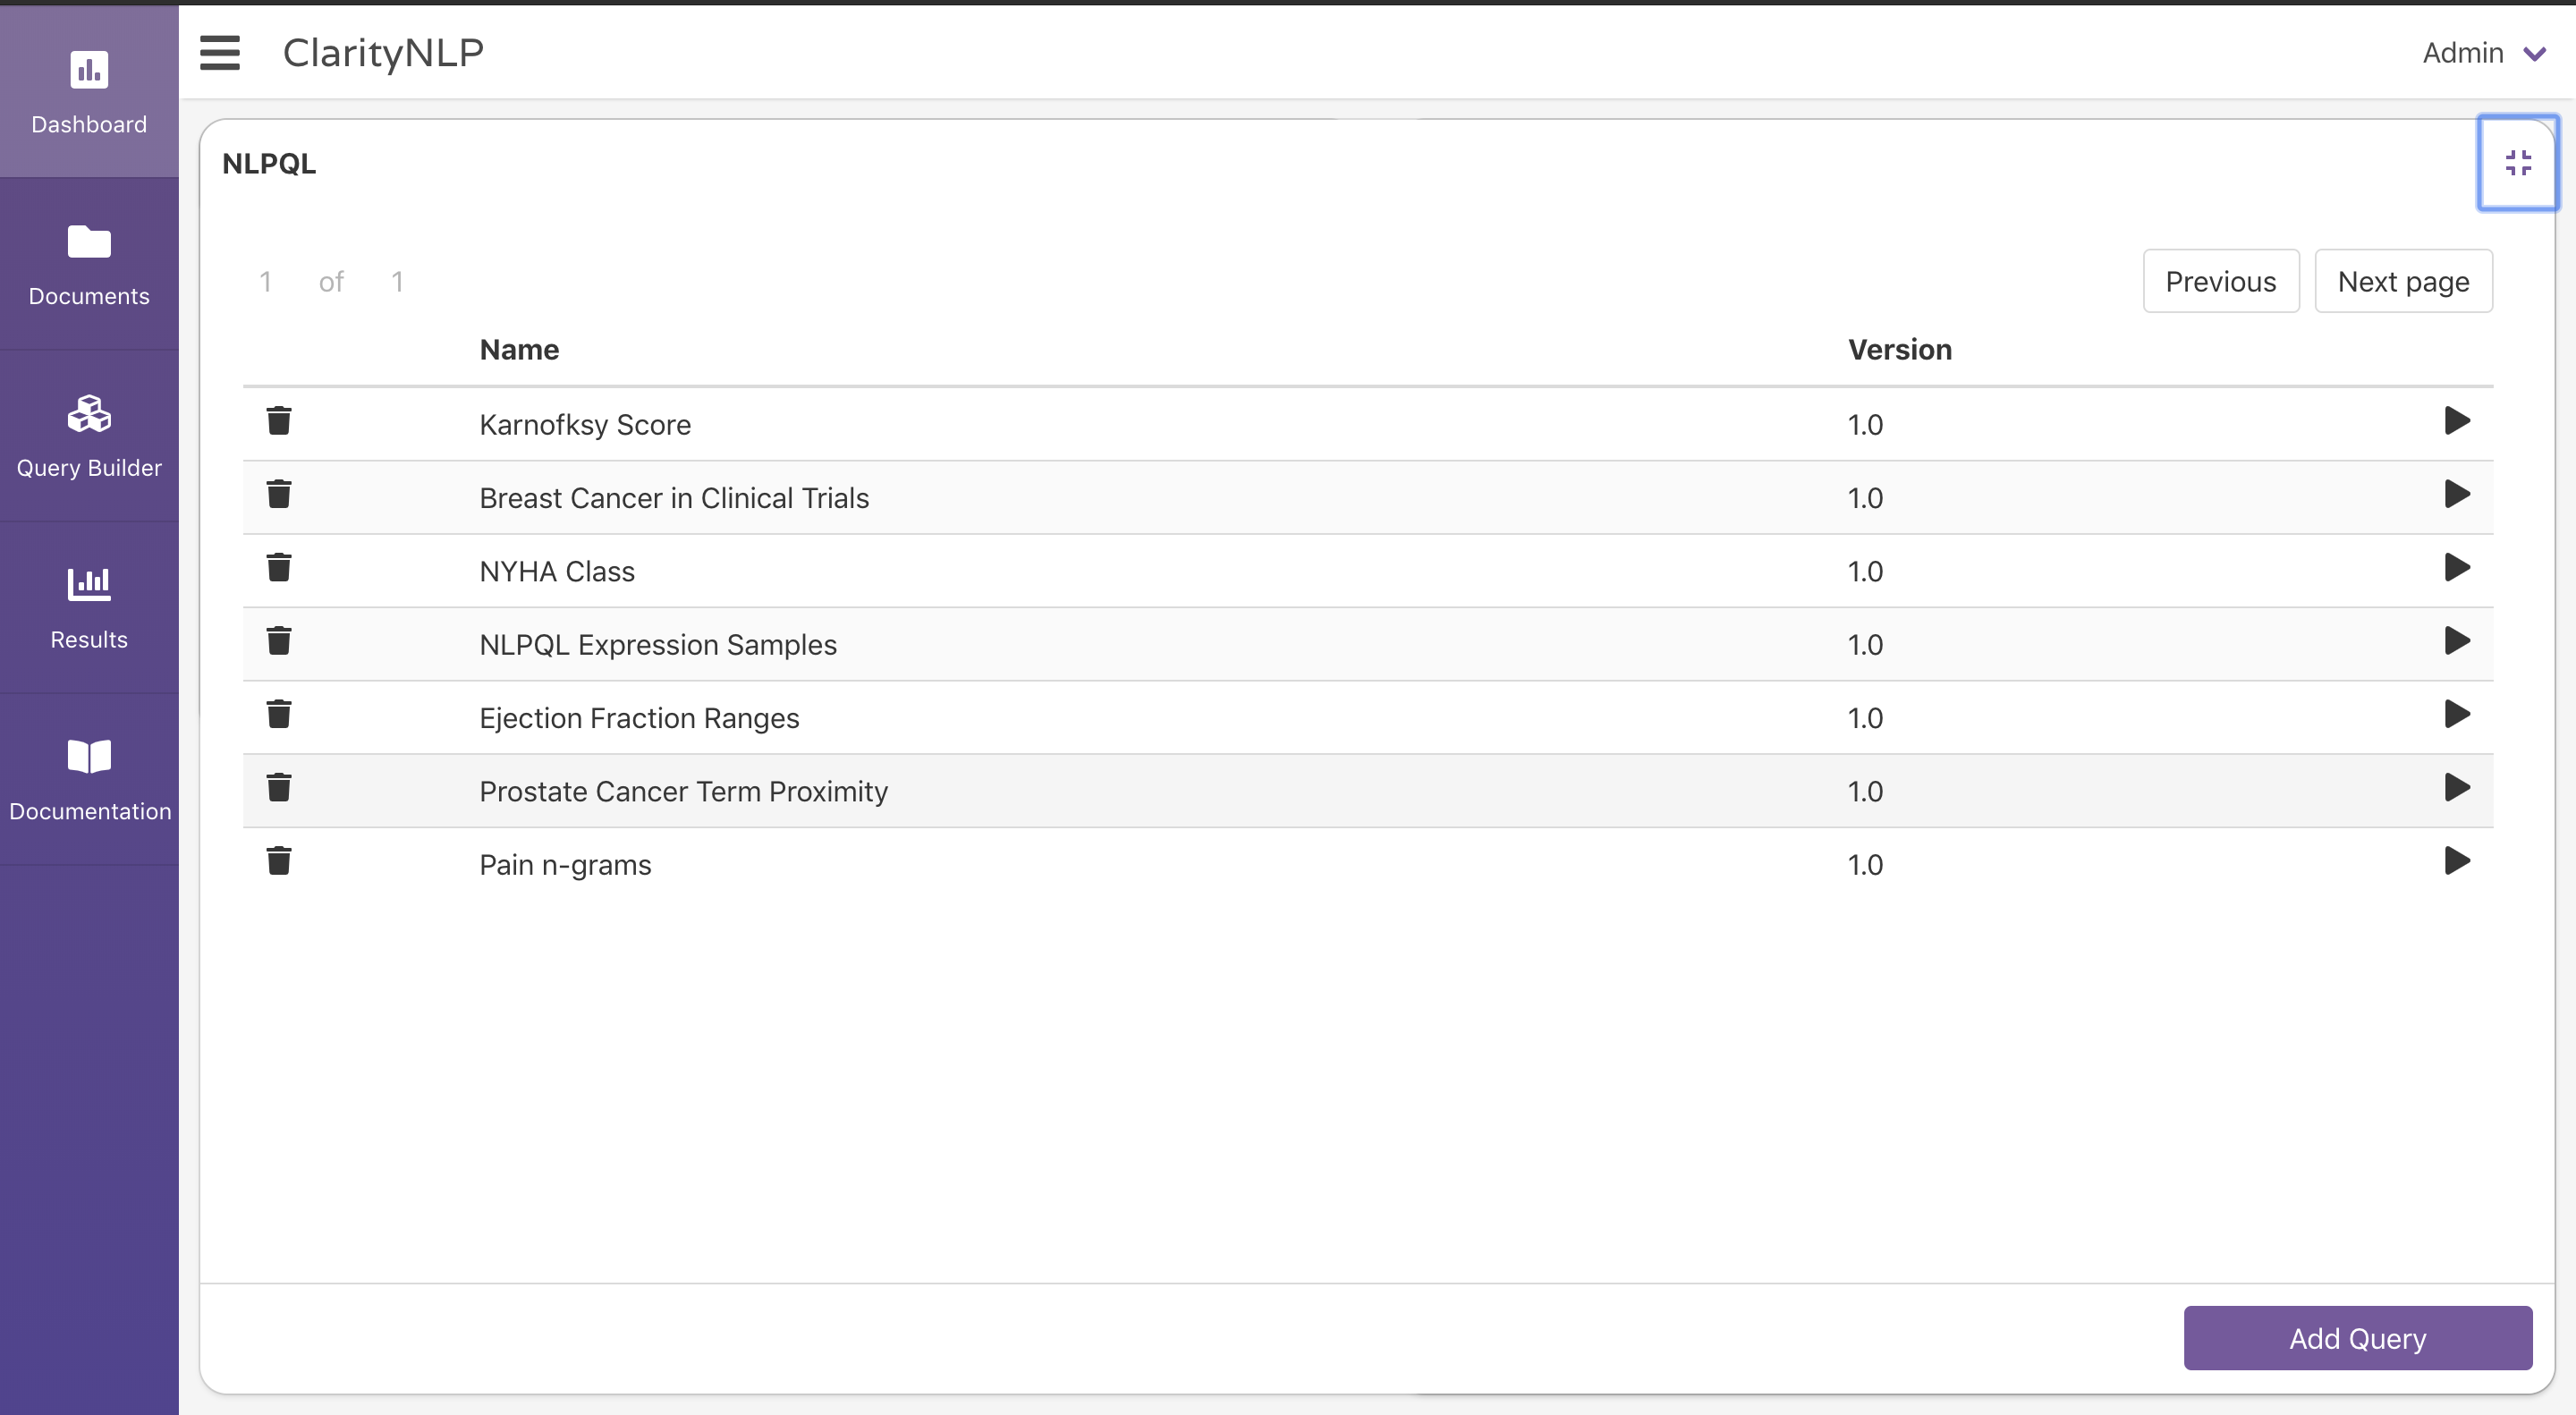 ClarityNLP
Admin
Dashboard
Documents
Query Builder
Results
Documentation
NLPQL
1 of 1
Previous Next page
Name Version
Karnofksy Score 1.0
Breast Cancer in Clinical Trials 1.0
NYHA Class 1.0
NLPQL Expression Samples 1.0
Ejection Fraction Ranges 1.0
Prostate Cancer Term Proximity 1.0
Pain n-grams 1.0
Add Query